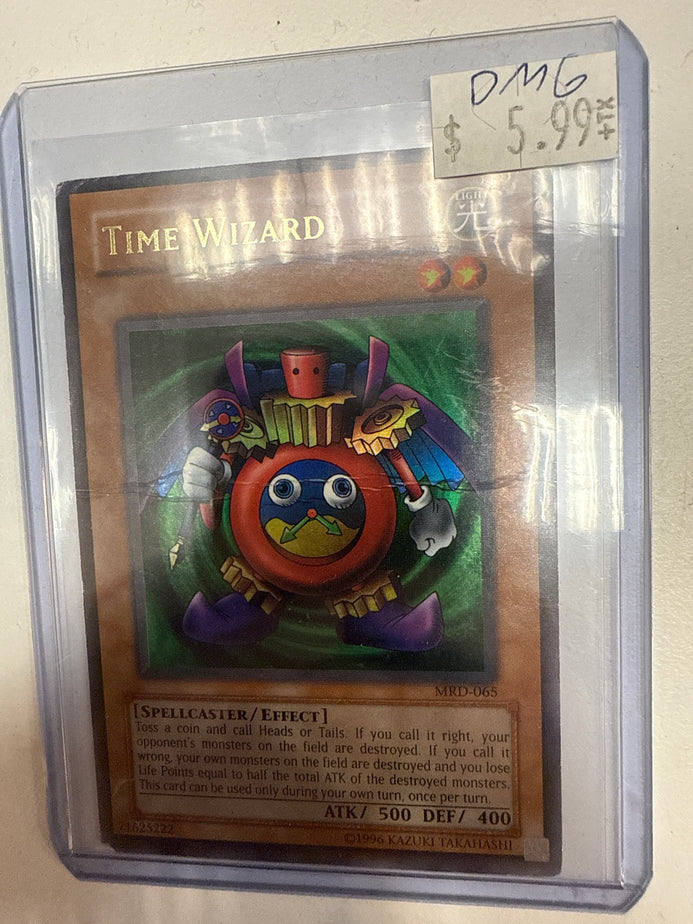 DMG
$ 5.99 +TX
TIME WIZARD
LIGHT
光
MRD-065
[SPELLCASTER/EFFECT]
Toss a coin and call Heads or Tails. If you call it right, your
opponent's monsters on the field are destroyed. If you call it
wrong, your own monsters on the field are destroyed and you lose
Life Points equal to half the total ATK of the destroyed monsters.
This card can be used only during your own turn, once per turn.
ATK/ 500 DEF/ 400
71625222
©1996 KAZUKI TAKAHASHI